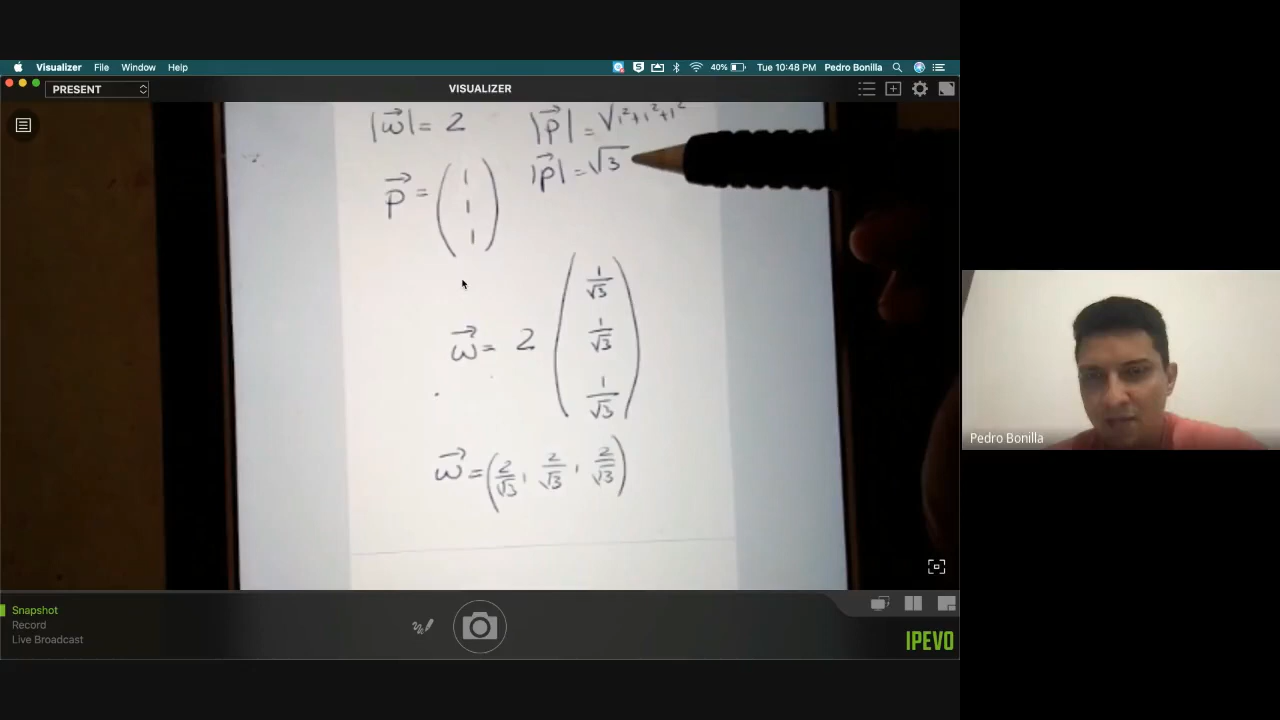 Visualizer File Window Help 40% Tue 10:48 PM Pedro Bonilla
PRESENT
VISUALIZER
|w⃗| = 2
|p⃗| = √1²+1²+1²
|p⃗| = √3
p⃗ = (1 1 1)
w⃗ = 2 (1/√3 1/√3 1/√3)
w⃗ = (2/√3, 2/√3, 2/√3)
Pedro Bonilla
Snapshot
Record
Live Broadcast
IPEVO